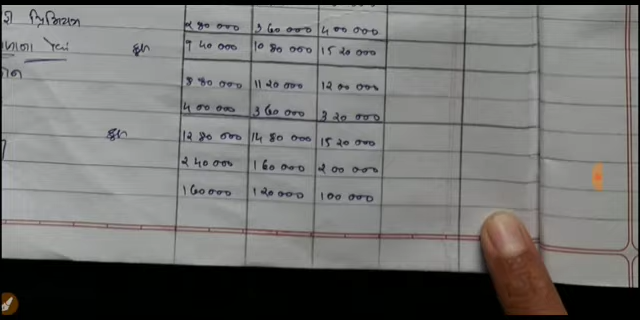 પ્રિમિયમ 2 80 000 3 60 000 4 00 000
કુલ 9 40 000 10 80 000 15 20 000
8 80 000 11 20 000 12 00 000
4 00 000 3 60 000 3 20 000
કુલ 12 80 000 14 80 000 15 20 000
2 40 000 1 60 000 2 00 000
1 60 000 1 20 000 1 00 000